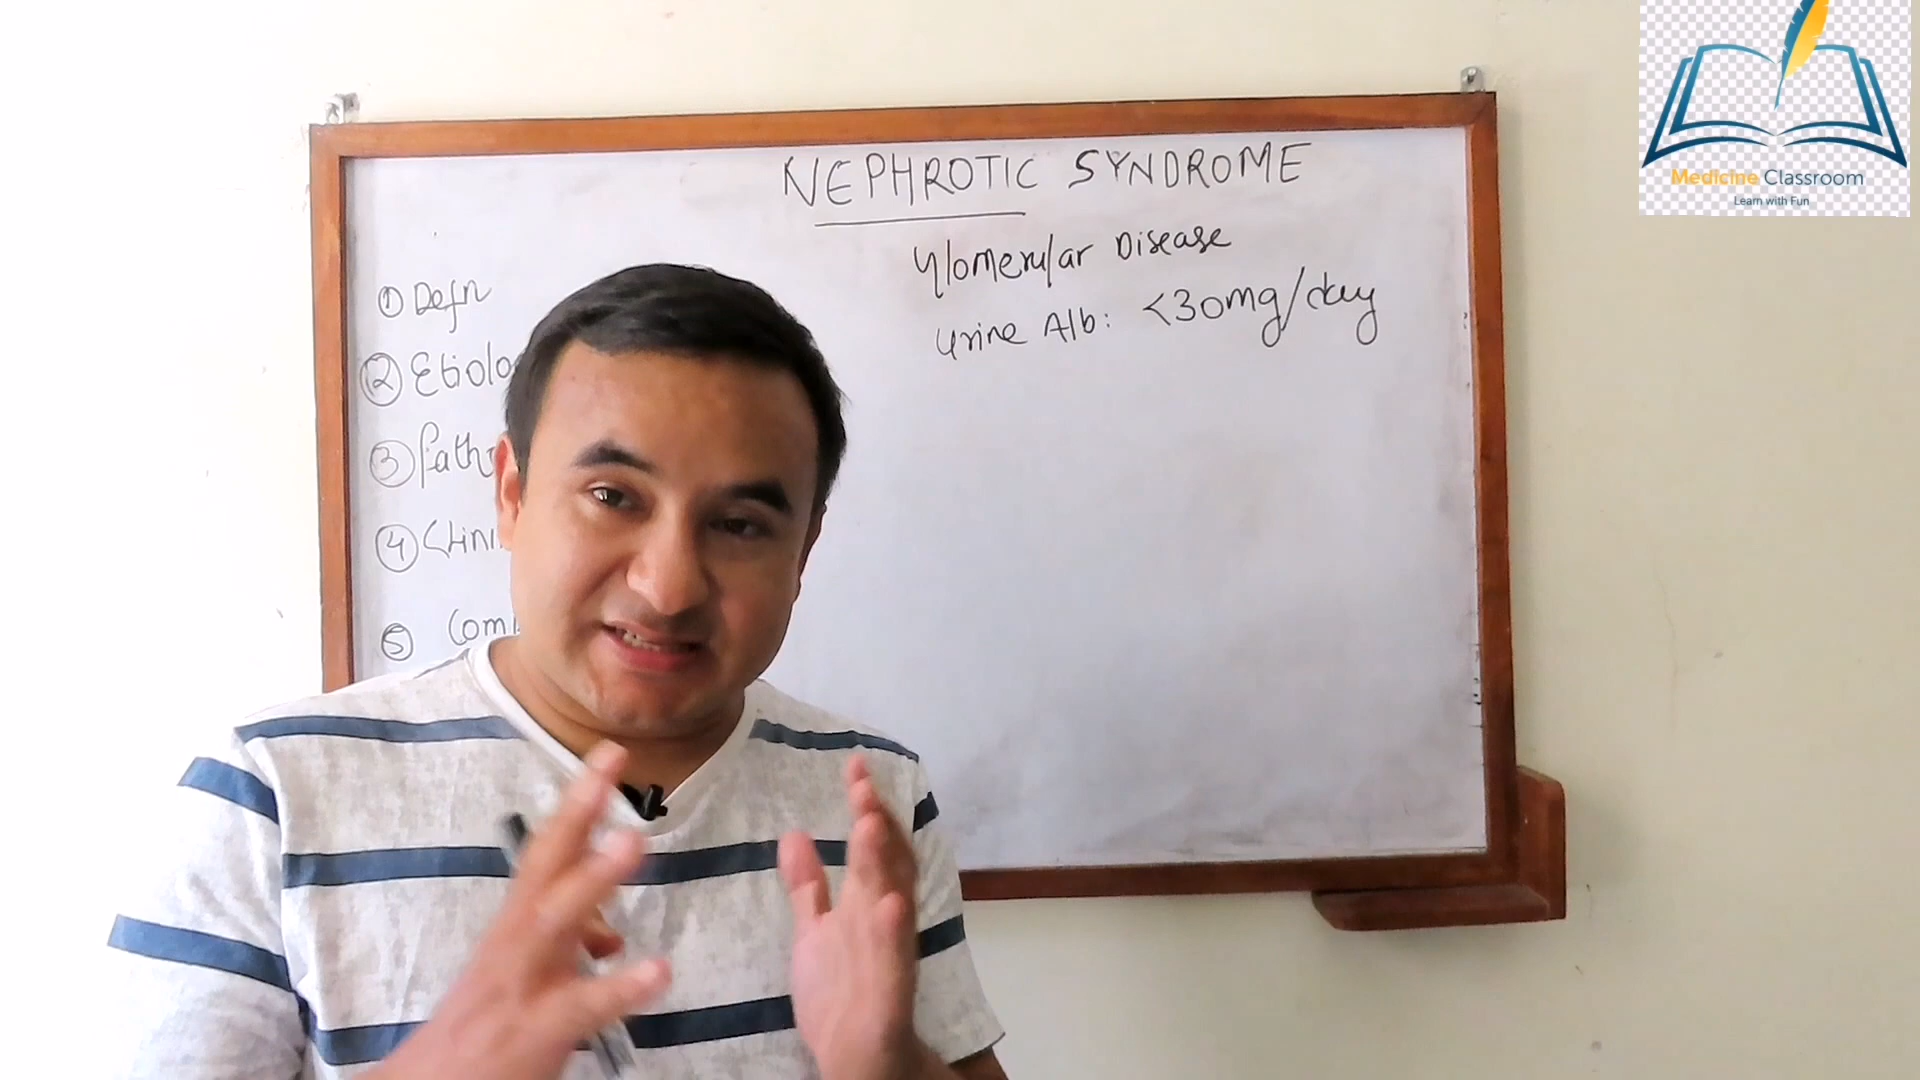 NEPHROTIC SYNDROME
Glomerular Disease
Urine Alb: <30mg/day
① Defn
② Etiolo
③ Path
④ Clini
⑤ Com
Medicine Classroom
Learn with Fun